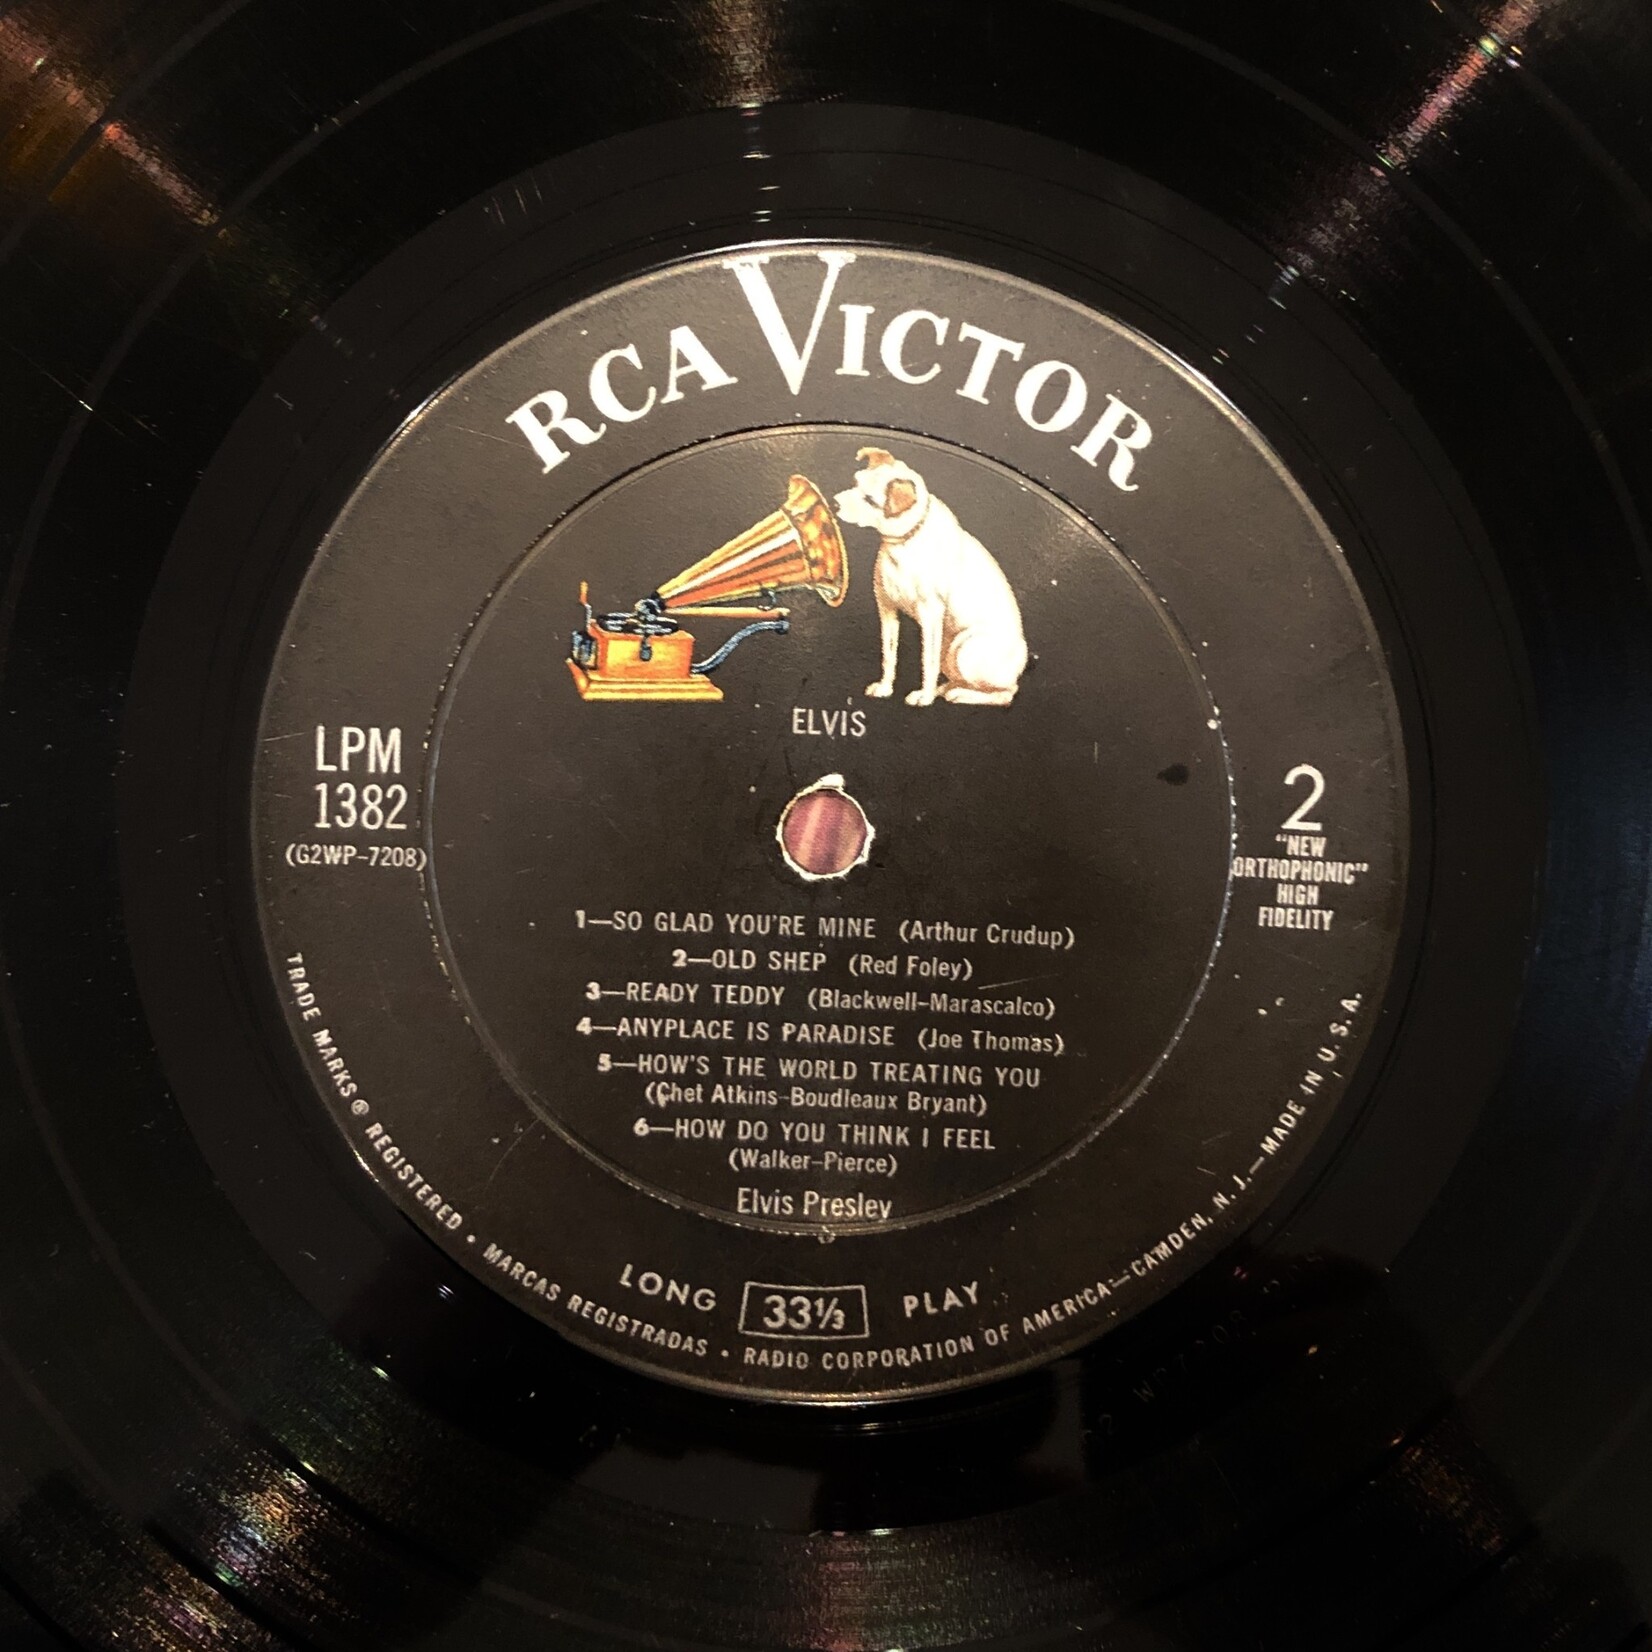 RCA VICTOR
ELVIS
LPM
1382
(G2WP-7208)
2
"NEW
ORTHOPHONIC"
HIGH
FIDELITY
1—SO GLAD YOU'RE MINE (Arthur Crudup)
2—OLD SHEP (Red Foley)
3—READY TEDDY (Blackwell-Marascalco)
4—ANYPLACE IS PARADISE (Joe Thomas)
5—HOW'S THE WORLD TREATING YOU
(Chet Atkins-Boudleaux Bryant)
6—HOW DO YOU THINK I FEEL
(Walker-Pierce)
Elvis Presley
LONG 33⅓ PLAY
TRADE MARKS ® REGISTERED • MARCAS REGISTRADAS • RADIO CORPORATION OF AMERICA—CAMDEN, N. J.—MADE IN U. S. A.